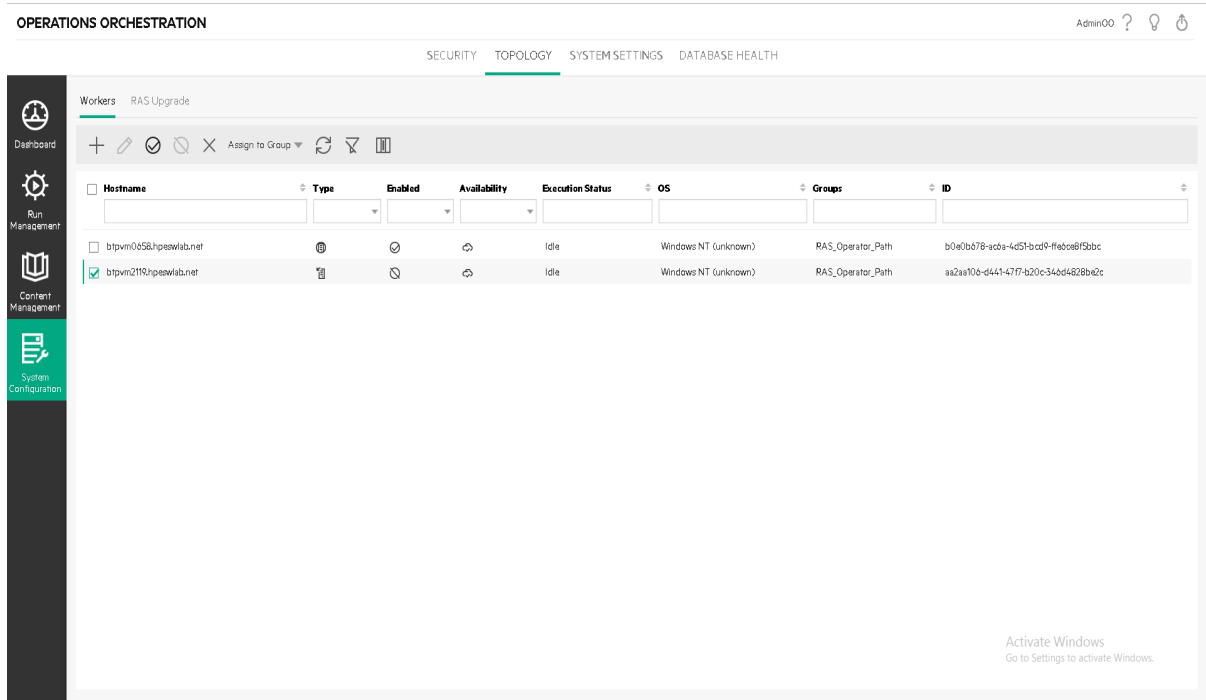 OPERATIONS ORCHESTRATION
AdminOO
SECURITY TOPOLOGY SYSTEM SETTINGS DATABASE HEALTH
Workers RAS Upgrade
Dashboard
Run
Management
Content
Management
System
Configuration
Assign to Group
Hostname Type Enabled Availability Execution Status OS Groups ID
btpvm0658.hpeswlab.net Idle Windows NT (unknown) RAS_Operator_Path b0e0b678-ac6a-4d51-bcd9-ffe6ce8f5bbc
btpvm2119.hpeswlab.net Idle Windows NT (unknown) RAS_Operator_Path aa2aa106-d441-47f7-b20c-346d4828be2c
Activate Windows
Go to Settings to activate Windows.